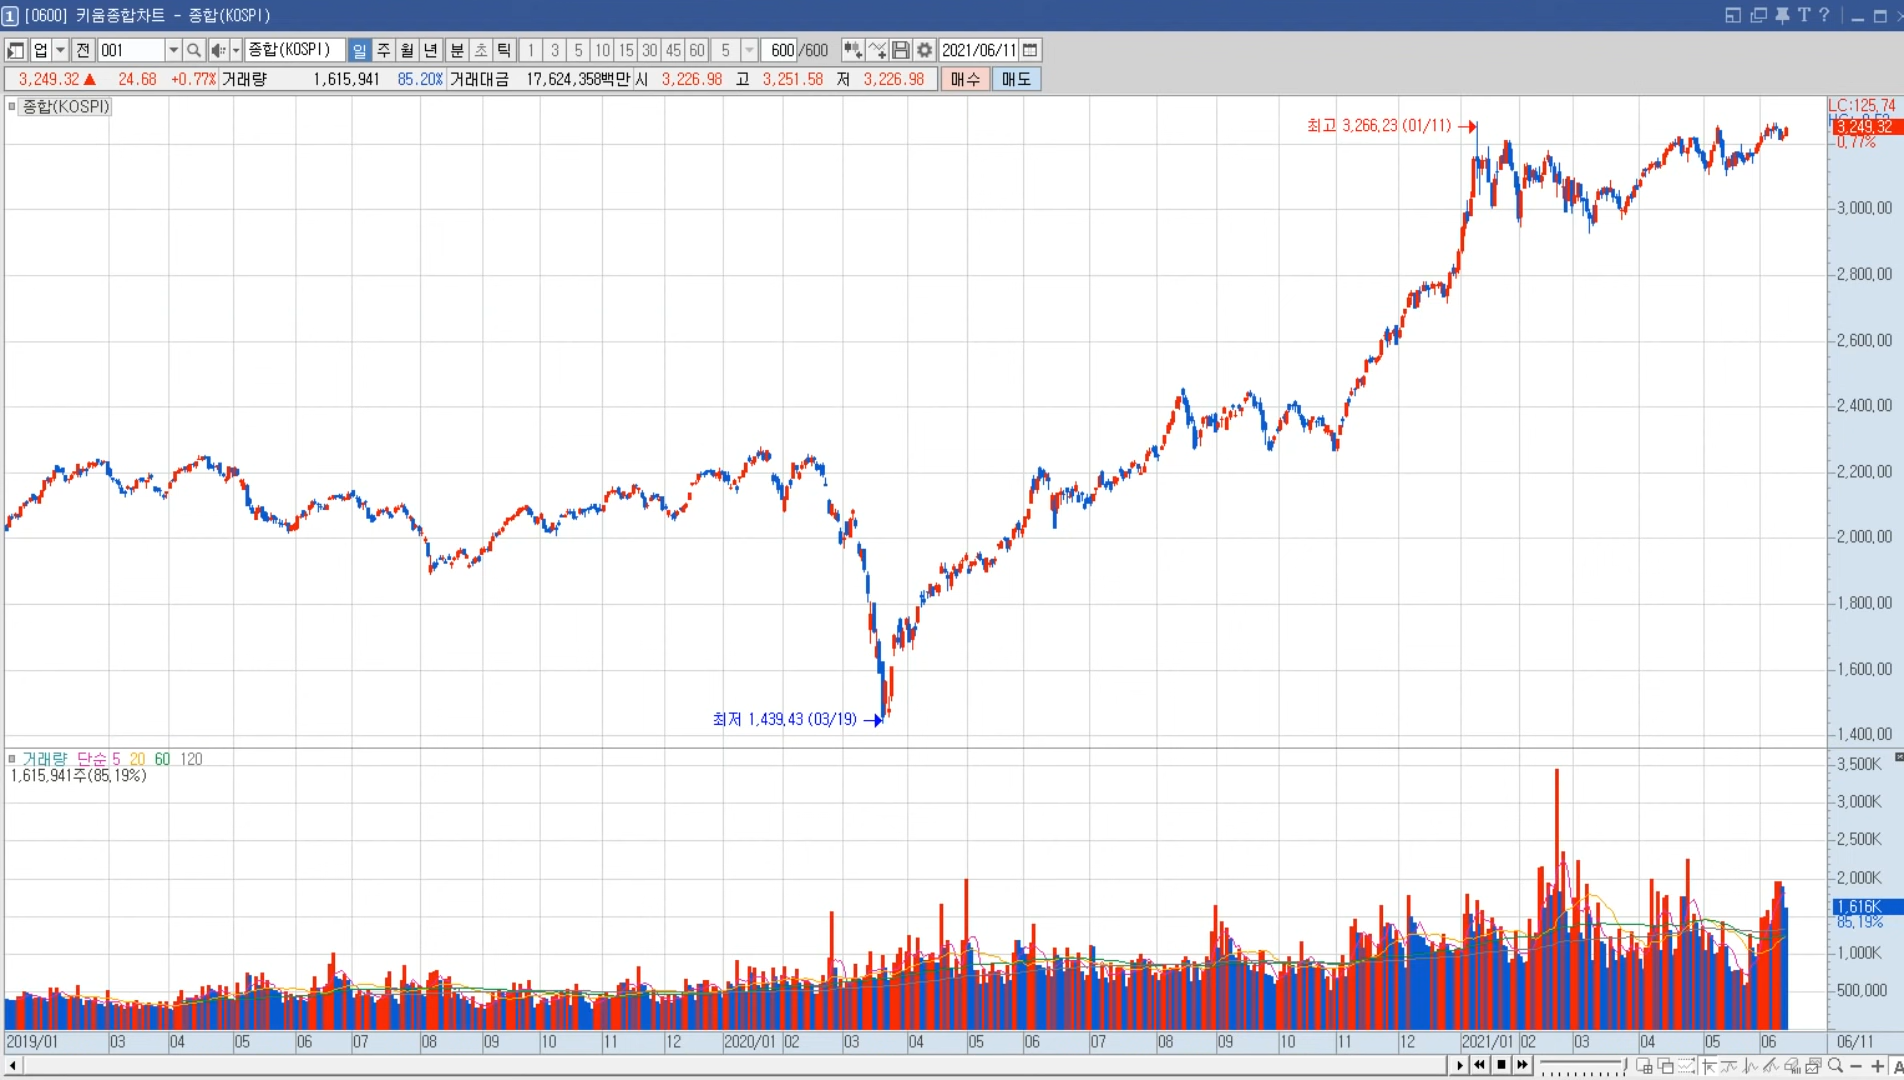 1 [0600] 키움종합차트 - 종합(KOSPI)
업 전 001 종합(KOSPI) 일 주 월 년 분 초 틱 1 3 5 10 15 30 45 60 5 600 /600 2021/06/11
3,249.32 ▲ 24.68 +0.77% 거래량 1,615,941 85.20% 거래대금 17,624,358백만 시 3,226.98 고 3,251.58 저 3,226.98 매수 매도
종합(KOSPI)
LC:125.74
최고 3,266.23 (01/11)
3,249.32
0.77%
3,000.00
2,800.00
2,600.00
2,400.00
2,200.00
2,000.00
1,800.00
1,600.00
최저 1,439.43 (03/19)
1,400.00
거래량 단순 5 20 60 120
1,615,941주(85.19%)
3,500K
3,000K
2,500K
2,000K
1,616K
85.19%
1,000K
500,000
2019/01 03 04 05 06 07 08 09 10 11 12 2020/01 02 03 04 05 06 07 08 09 10 11 12 2021/01 02 03 04 05 06 06/11